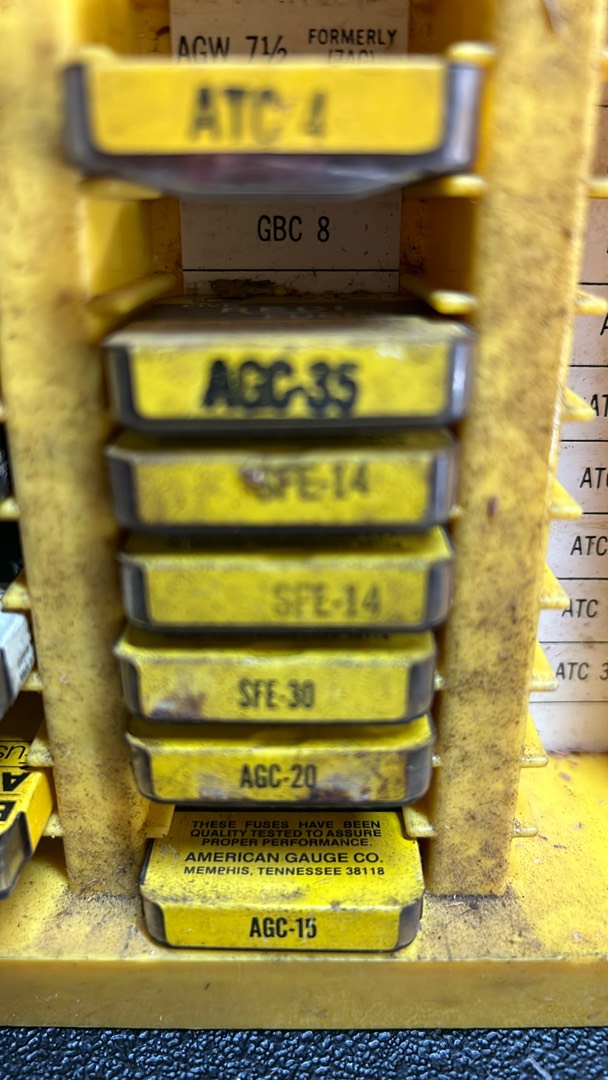 AGW 7½ FORMERLY
ATC 4
GBC 8
AGC-35
SFE-14
SFE-14
SFE-30
AGC-20
THESE FUSES HAVE BEEN
QUALITY TESTED TO ASSURE
PROPER PERFORMANCE.
AMERICAN GAUGE CO.
MEMPHIS, TENNESSEE 38118
AGC-15
ATC
ATC
ATC 3